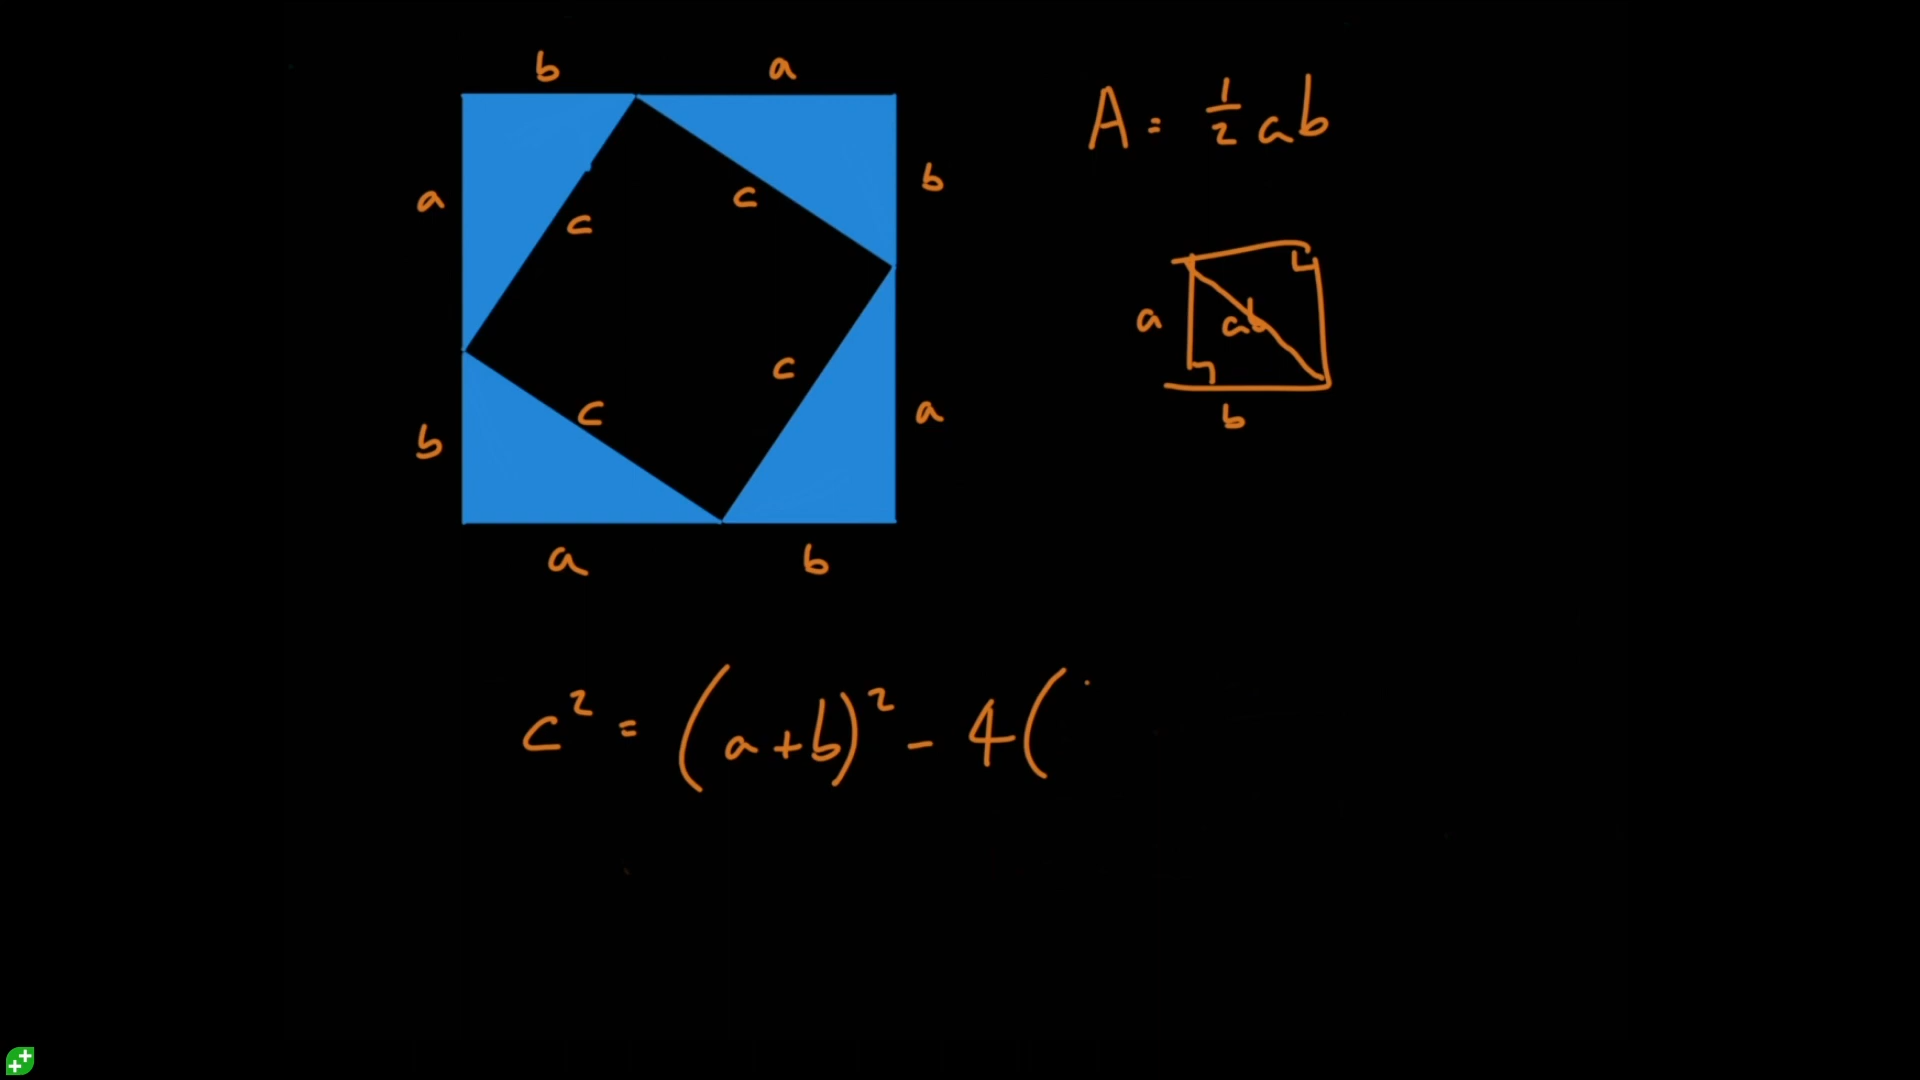 b a
A = 1/2 ab
a b
c c
a ab
c
c
b a
b
a b
c² = (a+b)² - 4(